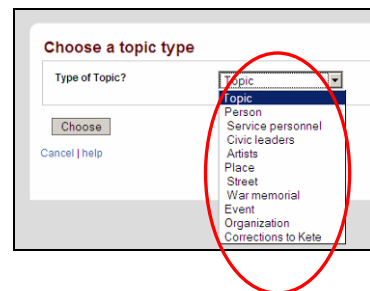 Choose a topic type
Type of Topic? Topic
Topic
Person
Service personnel
Civic leaders
Artists
Place
Street
War memorial
Event
Organization
Corrections to Kete
Choose
Cancel | help